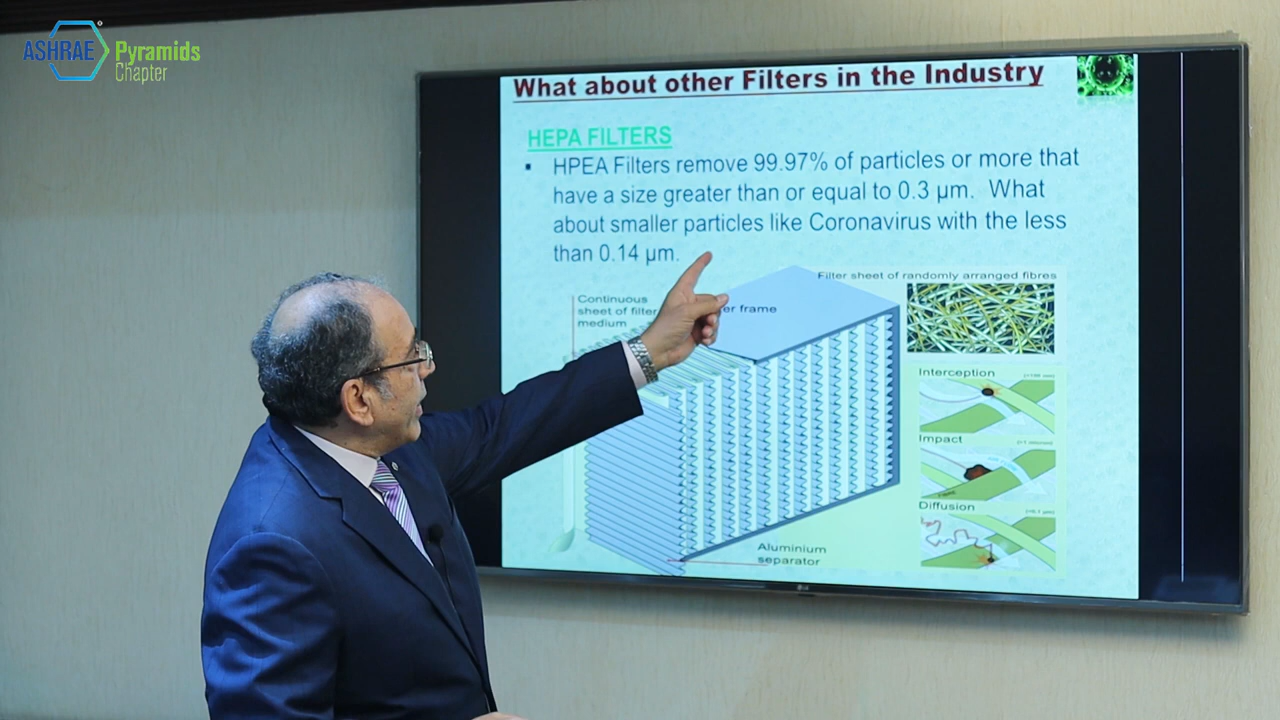 ASHRAE Pyramids
Chapter
What about other Filters in the Industry
HEPA FILTERS
▪ HPEA Filters remove 99.97% of particles or more that
have a size greater than or equal to 0.3 µm. What
about smaller particles like Coronavirus with the less
than 0.14 µm.
Filter sheet of randomly arranged fibres
Continuous
sheet of filter
medium
frame
Interception
Impact
Diffusion
Aluminium
separator
LG